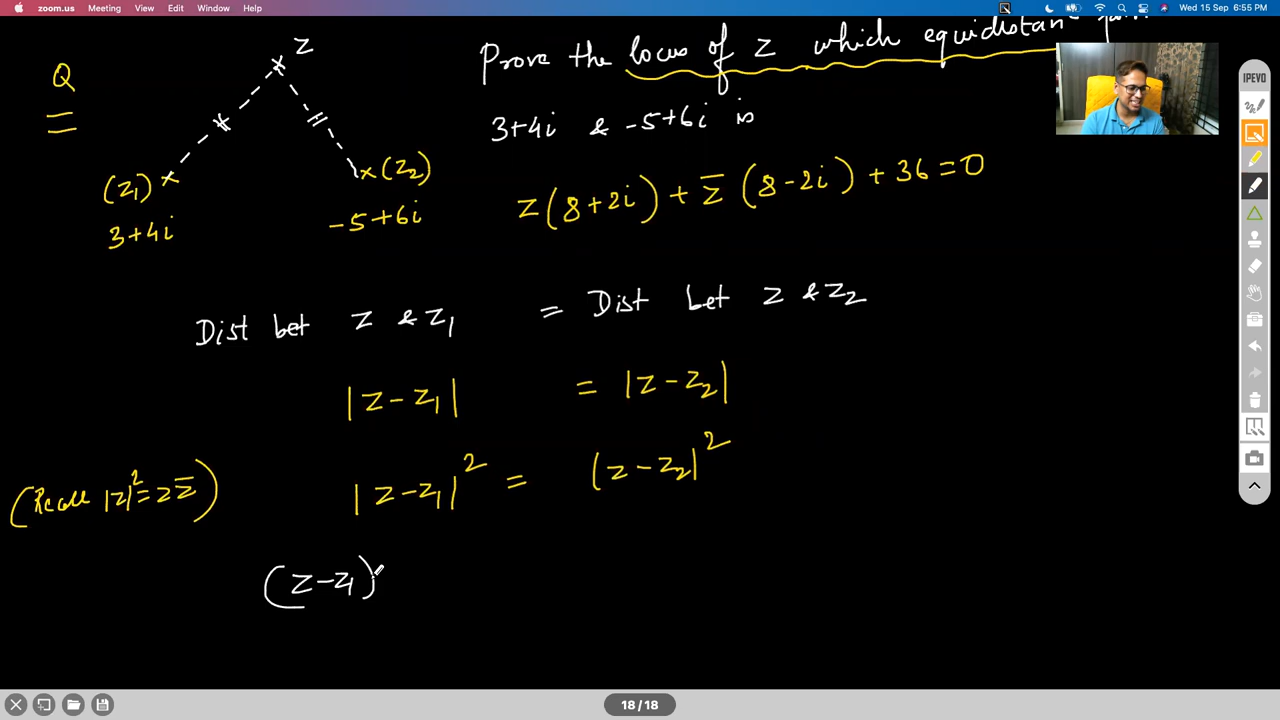 zoom.us Meeting View Edit Window Help
Wed 15 Sep 6:55 PM
Q
Prove the locus of z which equidistant
3+4i & -5+6i is
z(8+2i) + z̅(8-2i) + 36 = 0
z
(z₁)
(z₂)
3+4i
-5+6i
Dist bet z & z₁ = Dist bet z & z₂
|z-z₁| = |z-z₂|
(Recall |z|²=zz̅)
|z-z₁|² = |z-z₂|²
(z-z₁)
IPEVO
18/18